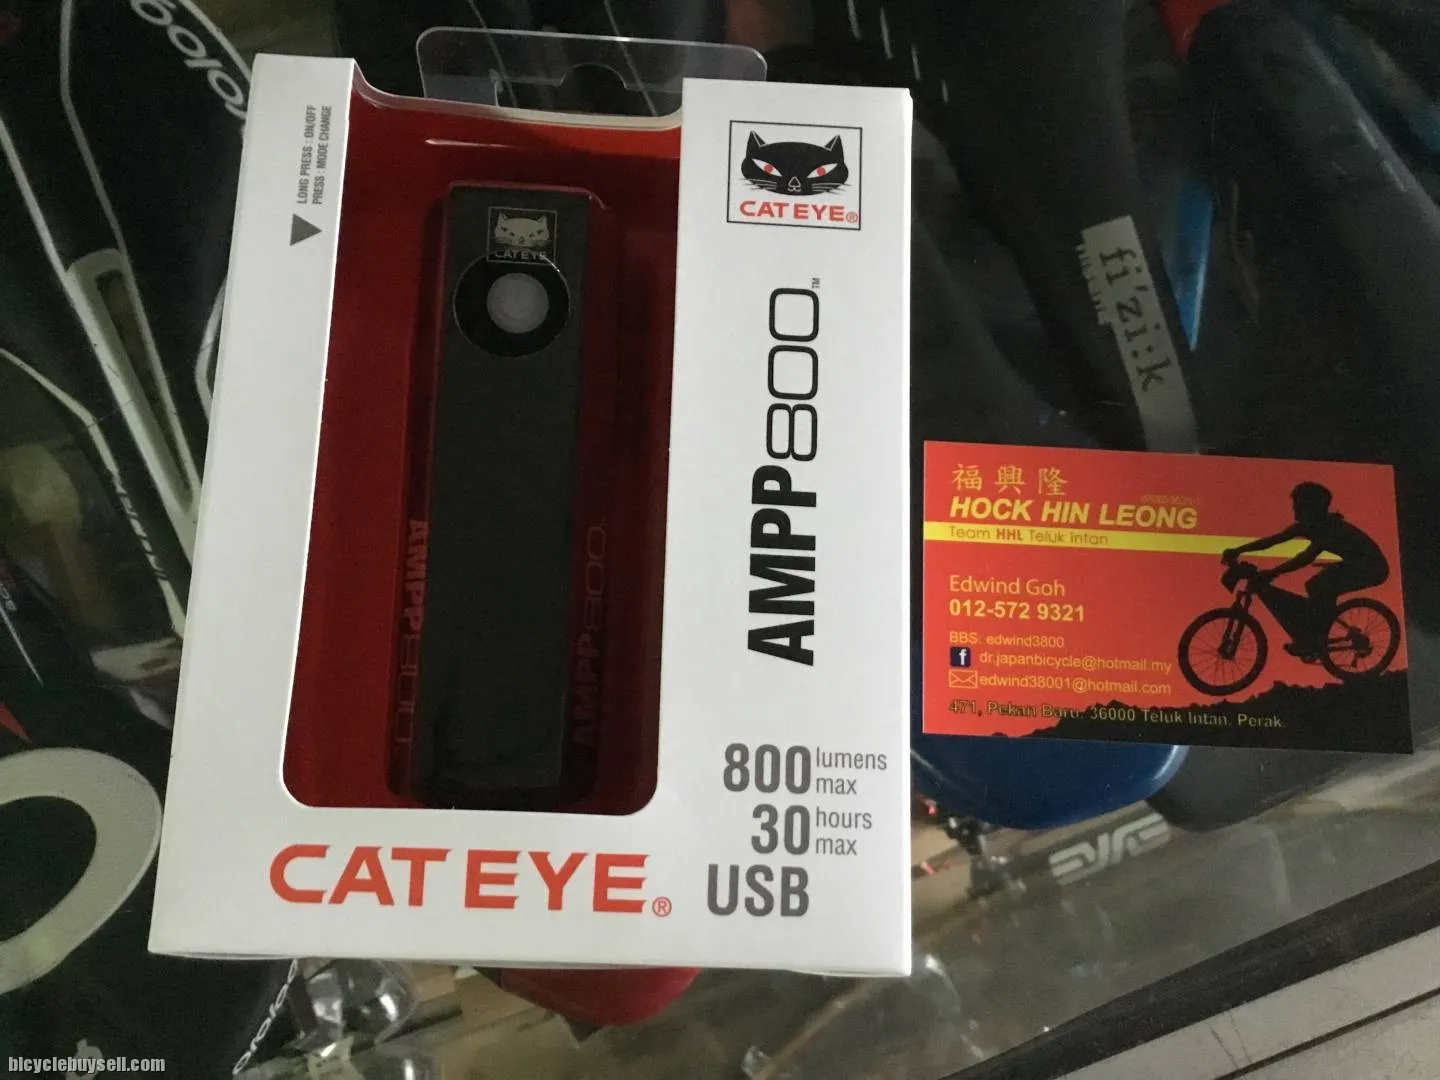 LONG PRESS : ON/OFF
PRESS : MODE CHANGE
CATEYE
AMPP800
AMPP800
CATEYE®
AMPP800™
800 lumens
max
30 hours
max
USB
CATEYE®
fi'zi:k
福興隆
HOCK HIN LEONG
Team HHL Teluk Intan
Edwind Goh
012-572 9321
BBS: edwind3800
f dr.japanbicycle@hotmail.my
edwind38001@hotmail.com
471, Pekan Baru. 36000 Teluk Intan. Perak.
bicyclebuysell.com